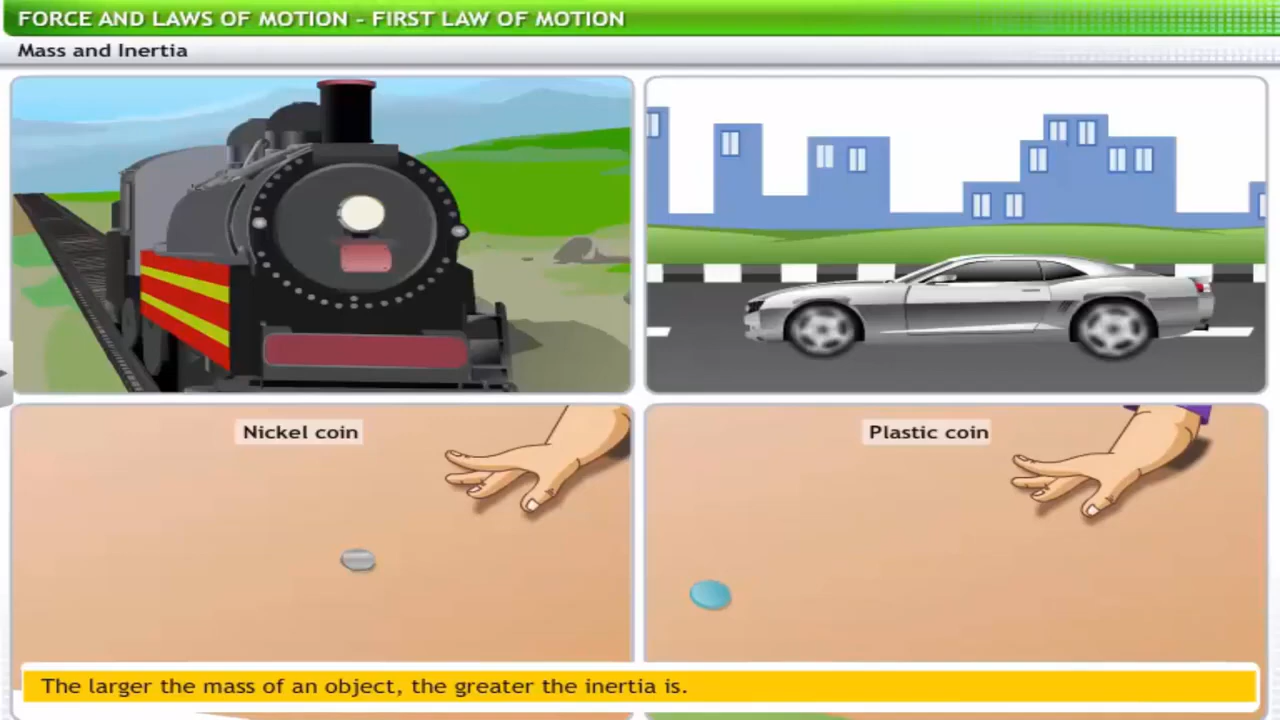 FORCE AND LAWS OF MOTION - FIRST LAW OF MOTION
Mass and Inertia
Nickel coin
Plastic coin
The larger the mass of an object, the greater the inertia is.